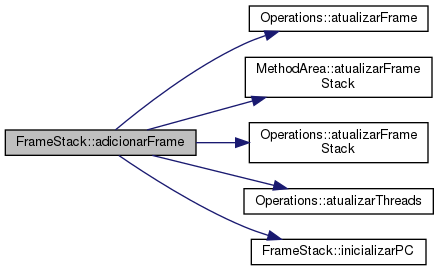 Operations::atualizarFrame
MethodArea::atualizarFrame
Stack
FrameStack::adicionarFrame
Operations::atualizarFrame
Stack
Operations::atualizarThreads
FrameStack::inicializarPC